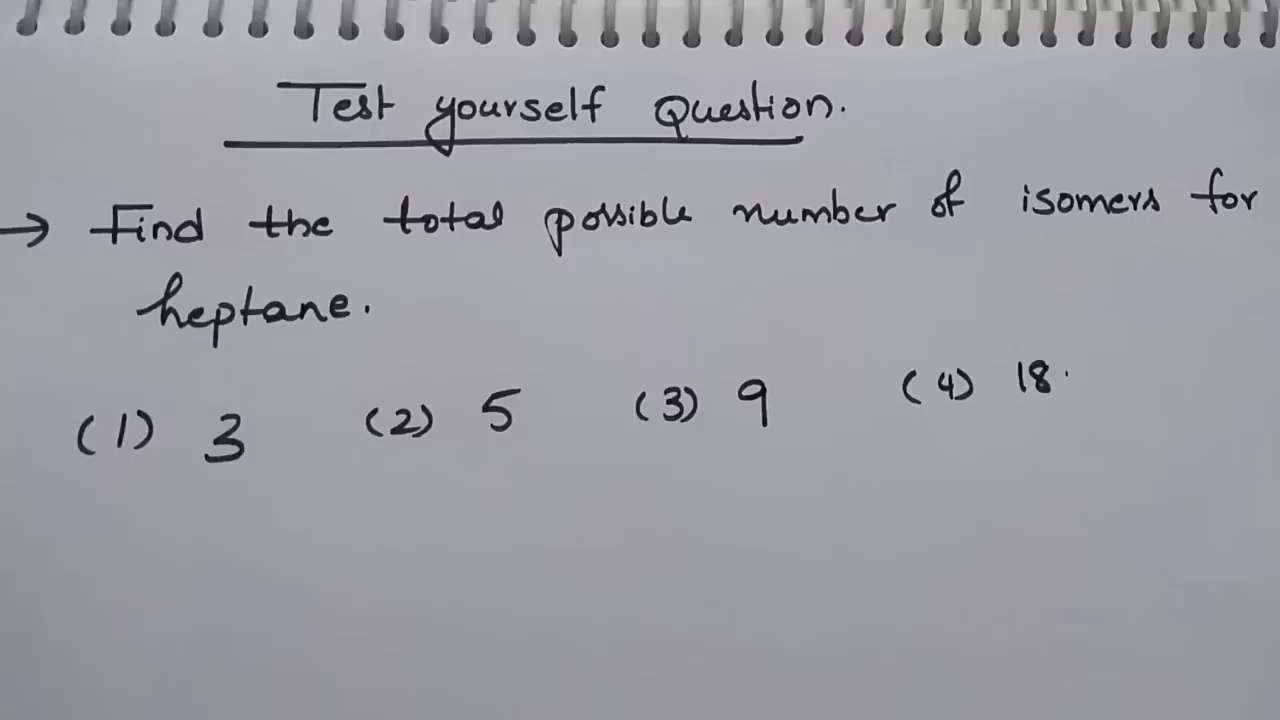 Test yourself Question.
→ Find the total possible number of isomers for
heptane.
(1) 3 (2) 5 (3) 9 (4) 18.